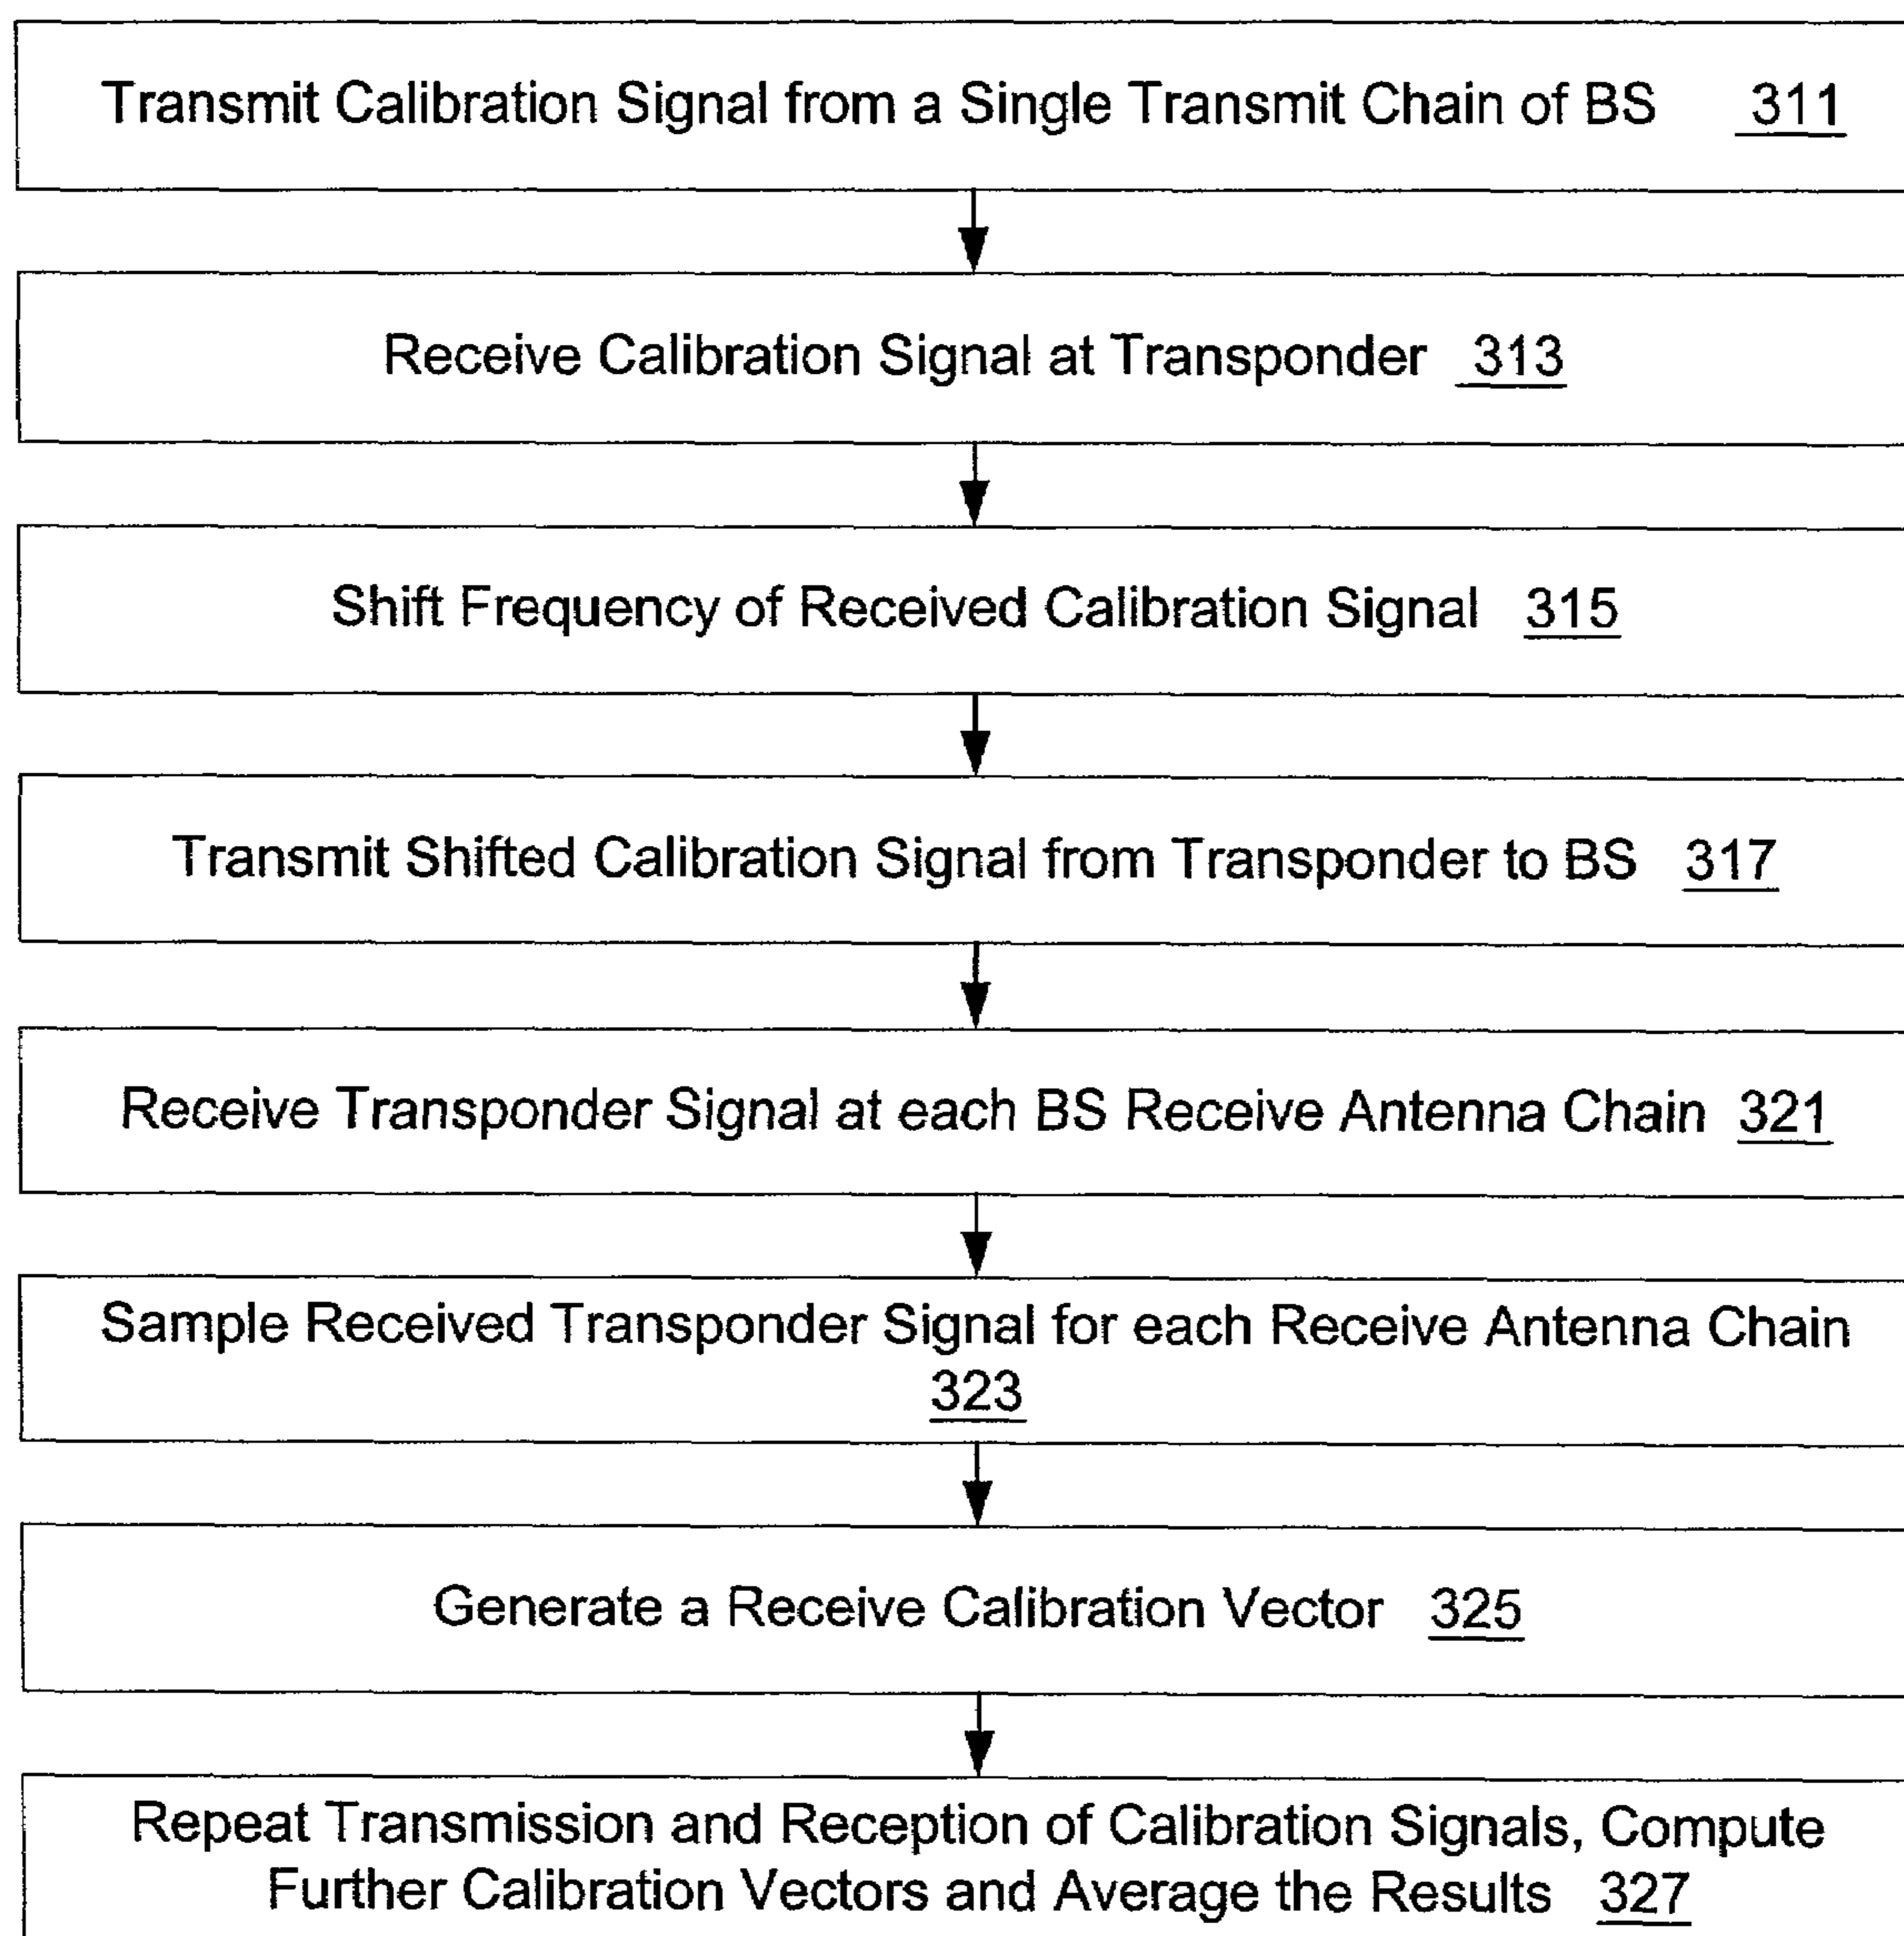 Transmit Calibration Signal from a Single Transmit Chain of BS 311
Receive Calibration Signal at Transponder 313
Shift Frequency of Received Calibration Signal 315
Transmit Shifted Calibration Signal from Transponder to BS 317
Receive Transponder Signal at each BS Receive Antenna Chain 321
Sample Received Transponder Signal for each Receive Antenna Chain
323
Generate a Receive Calibration Vector 325
Repeat Transmission and Reception of Calibration Signals, Compute
Further Calibration Vectors and Average the Results 327